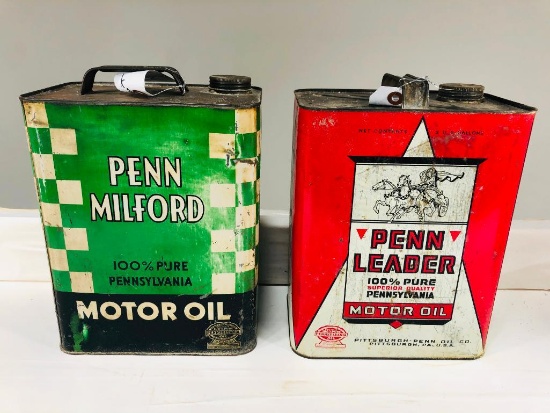 PENN
MILFORD
100% PURE
PENNSYLVANIA
MOTOR OIL
PENN
LEADER
100% PURE
SUPERIOR QUALITY
PENNSYLVANIA
MOTOR OIL
PITTSBURGH-PENN OIL CO.
PITTSBURGH, PA., U.S.A.